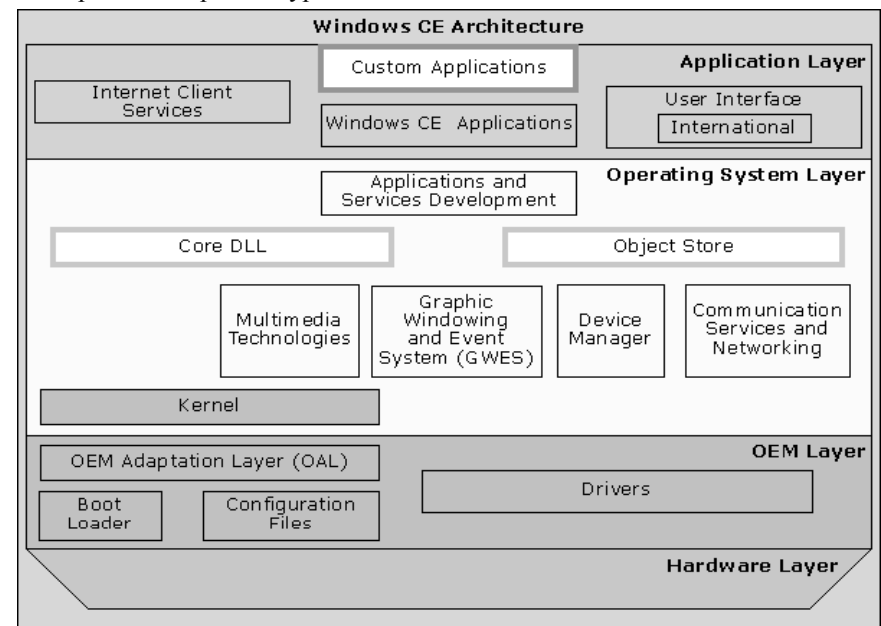 Windows CE Architecture
Custom Applications
Application Layer
Internet Client
Services
User Interface
Windows CE Applications
International
Operating System Layer
Applications and
Services Development
Core DLL
Object Store
Multimedia
Technologies
Graphic
Windowing
and Event
System (GWES)
Device
Manager
Communication
Services and
Networking
Kernel
OEM Layer
OEM Adaptation Layer (OAL)
Drivers
Boot
Loader
Configuration
Files
Hardware Layer